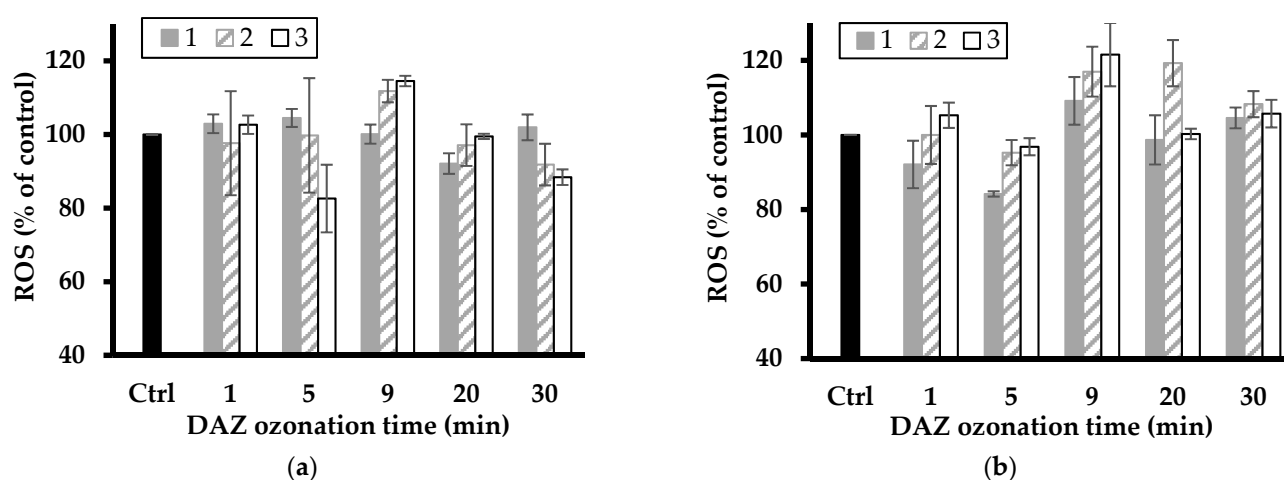 1 2 3
120
100
80
60
40
ROS (% of control)
Ctrl 1 5 9 20 30
DAZ ozonation time (min)
(a)
1 2 3
120
100
80
60
40
ROS (% of control)
Ctrl 1 5 9 20 30
DAZ ozonation time (min)
(b)